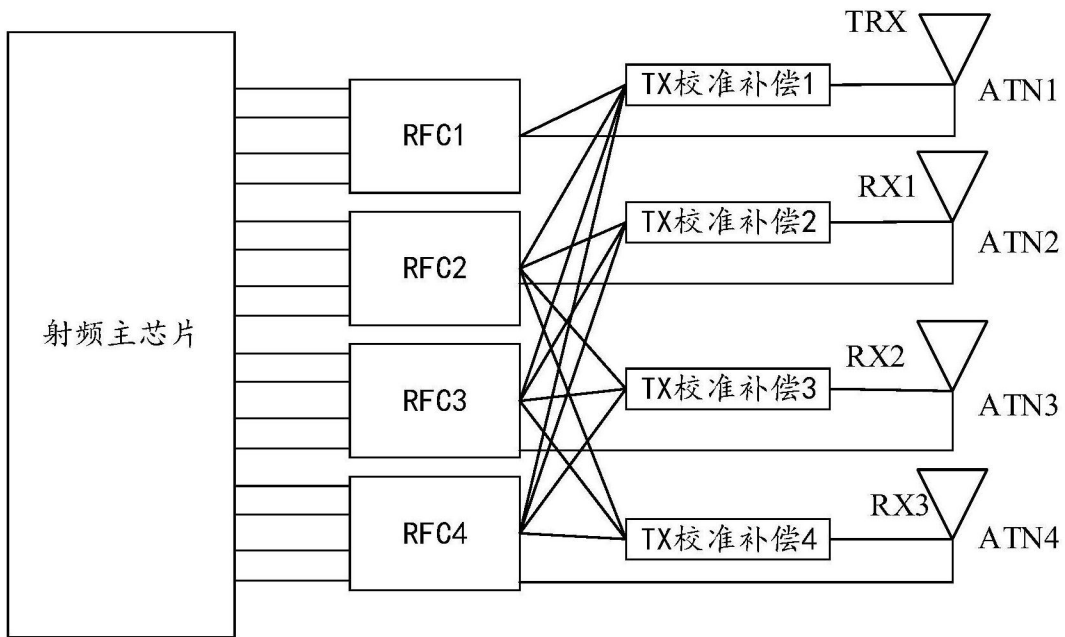 TRX
TX校准补偿1
ATN1
RFC1
RX1
TX校准补偿2
ATN2
RFC2
射频主芯片
RX2
TX校准补偿3
ATN3
RFC3
RX3
TX校准补偿4
ATN4
RFC4